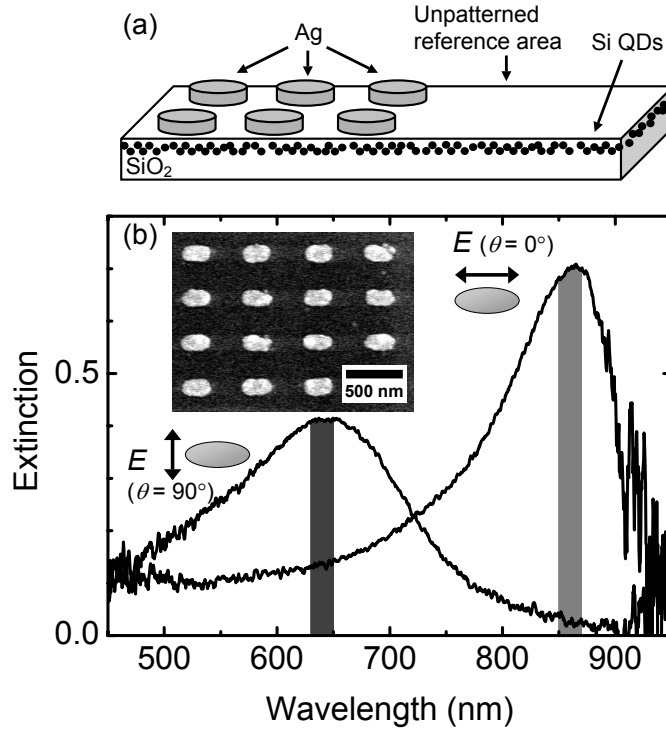 (a)
Ag
Unpatterned
reference area
Si QDs
SiO₂
(b)
E (θ = 0°)
500 nm
E
(θ = 90°)
0.5
0.0
Extinction
500 600 700 800 900
Wavelength (nm)